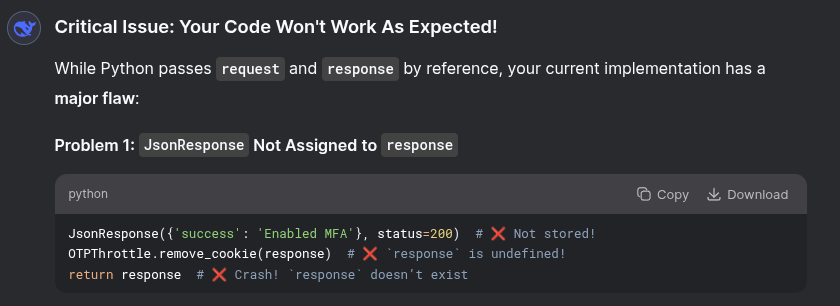 Critical Issue: Your Code Won't Work As Expected!
While Python passes request and response by reference, your current implementation has a
major flaw:
Problem 1: JsonResponse Not Assigned to response
python Copy Download
JsonResponse({'success': 'Enabled MFA'}, status=200)  # ❌ Not stored!
OTPThrottle.remove_cookie(response)  # ❌ `response` is undefined!
return response  # ❌ Crash! `response` doesn’t exist